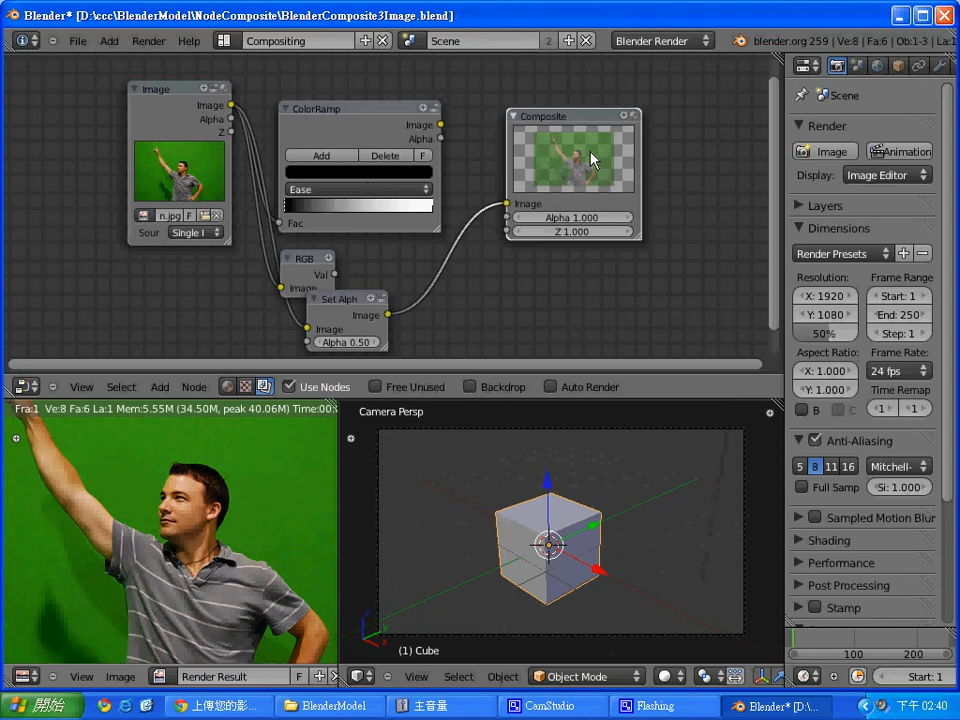 Blender* [D:\ccc\BlenderModel\NodeComposite\BlenderComposite3Image.blend]
File Add Render Help Compositing Scene 2 Blender Render blender.org 259 | Ve:8 | Fa:6 | Ob:1-3 | La:1
Image
Image
Alpha
Z
n.jpg F
Sour Single I
ColorRamp
Image
Alpha
Add Delete F
Ease
Fac
RGB
Val
Image
Set Alph
Image
Image
Alpha 0.50
Composite
Image
Alpha 1.000
Z 1.000
View Select Add Node Use Nodes Free Unused Backdrop Auto Render
Fra:1 Ve:8 Fa:6 La:1 Mem:5.55M (34.50M, peak 40.06M) Time:00:
View Image Render Result F
Camera Persp
z
y
x
(1) Cube
View Select Object Object Mode
Scene
Render
Image Animation
Display: Image Editor
Layers
Dimensions
Render Presets
Resolution: Frame Range
X: 1920 Start: 1
Y: 1080 End: 250
50% Step: 1
Aspect Ratio: Frame Rate:
X: 1.000 24 fps
Y: 1.000 Time Remap
B C 1 1
Anti-Aliasing
5 8 11 16 Mitchell-
Full Samp Si: 1.000
Sampled Motion Blur
Shading
Performance
Post Processing
Stamp
100 200
Start: 1
開始 上傳您的影... BlenderModel 主音量 CamStudio Flashing Blender* [D:\... 下午 02:40